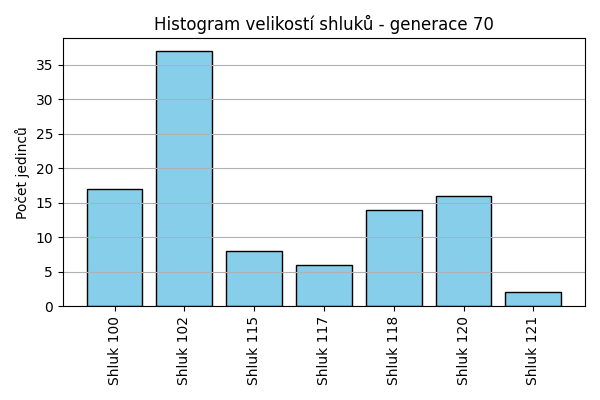 Histogram velikostí shluků - generace 70
Počet jedinců
35
30
25
20
15
10
5
0
Shluk 100
Shluk 102
Shluk 115
Shluk 117
Shluk 118
Shluk 120
Shluk 121